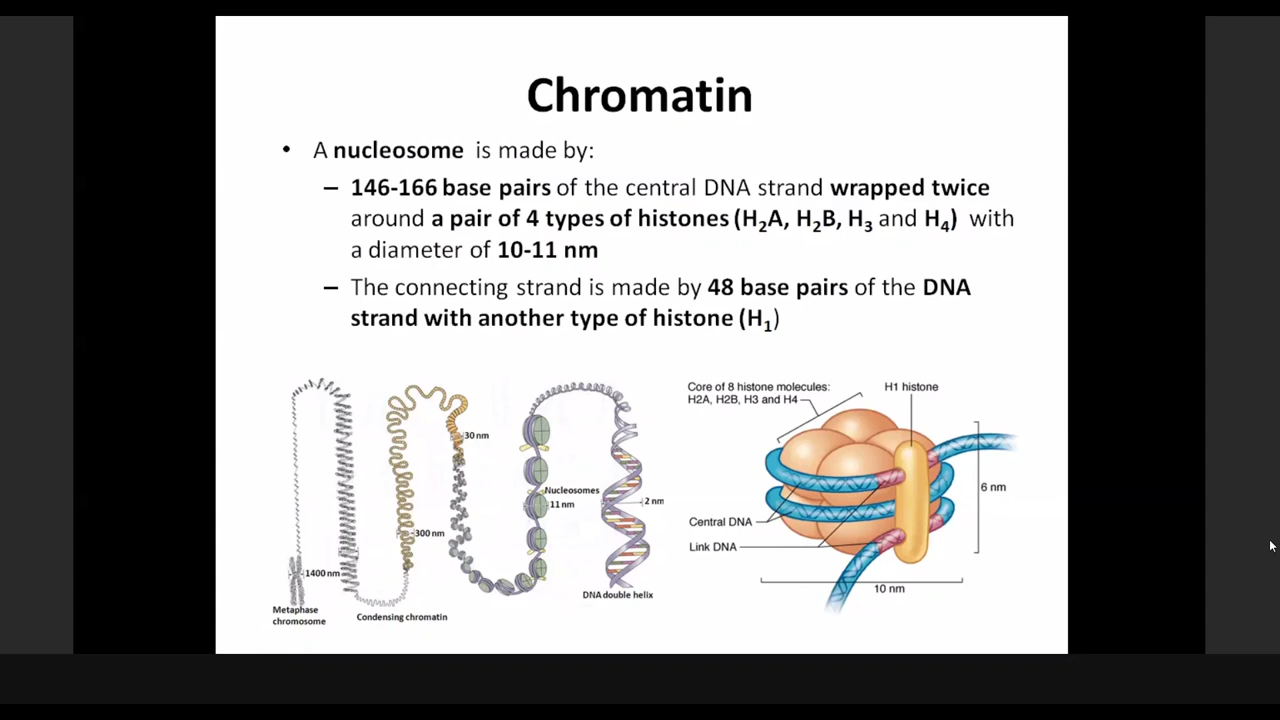 Chromatin
• A nucleosome is made by:
– 146-166 base pairs of the central DNA strand wrapped twice
around a pair of 4 types of histones (H₂A, H₂B, H₃ and H₄) with
a diameter of 10-11 nm
– The connecting strand is made by 48 base pairs of the DNA
strand with another type of histone (H₁)
30 nm
Nucleosomes
11 nm
2 nm
300 nm
1400 nm
DNA double helix
Metaphase
chromosome
Condensing chromatin
Core of 8 histone molecules:
H2A, H2B, H3 and H4
H1 histone
6 nm
Central DNA
Link DNA
10 nm